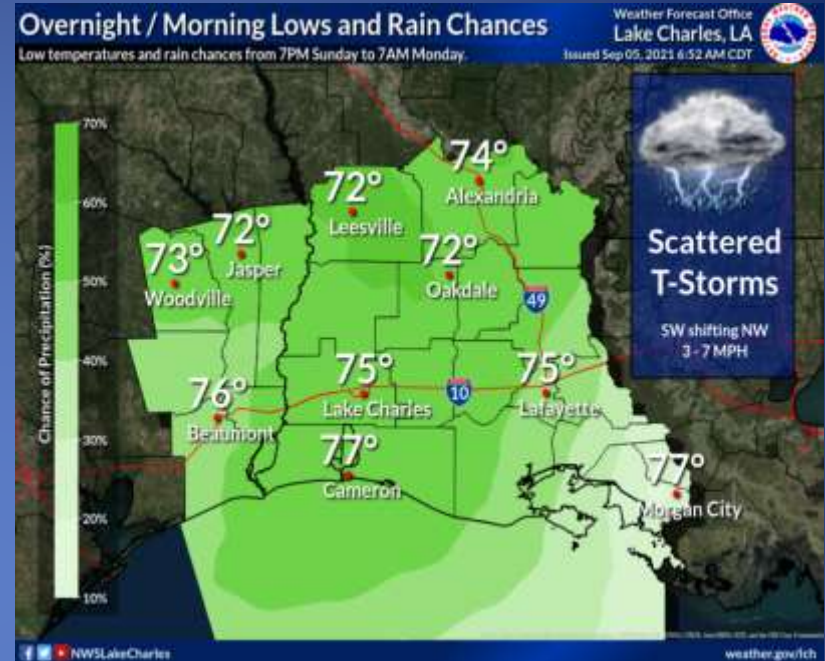 Overnight / Morning Lows and Rain Chances
Low temperatures and rain chances from 7PM Sunday to 7AM Monday.
Weather Forecast Office
Lake Charles, LA
Issued Sep 05, 2021 6:52 AM CDT
Chance of Precipitation (%)
70%
60%
50%
40%
30%
20%
10%
74°
Alexandria
72°
Leesville
72°
Jasper
73°
Woodville
72°
Oakdale
49
76°
Beaumont
75°
Lake Charles
10
75°
Lafayette
77°
Cameron
77°
Morgan City
Scattered
T-Storms
SW shifting NW
3 - 7 MPH
NWSLakeCharles
weather.gov/lch